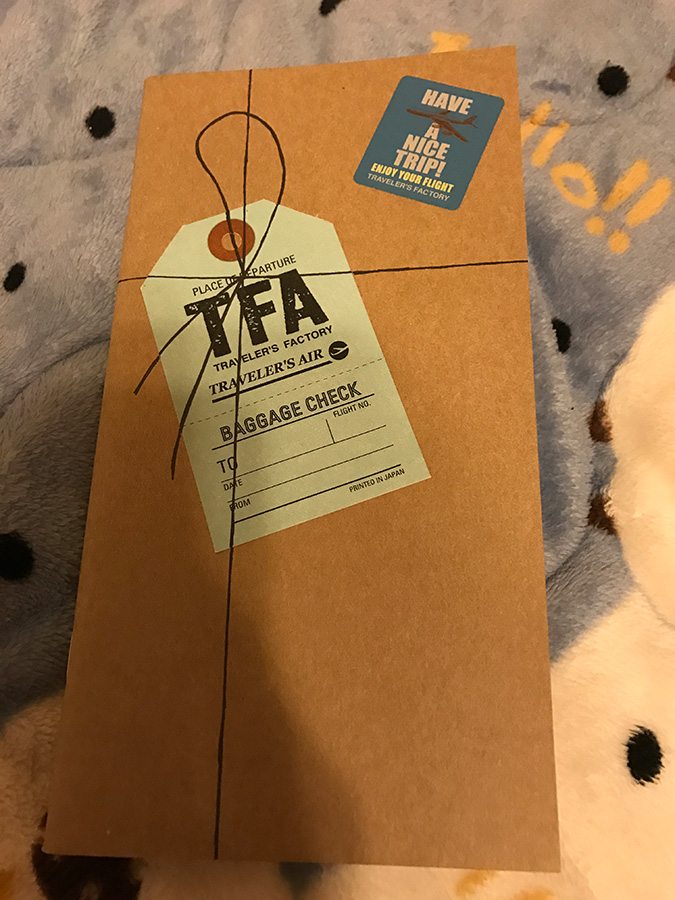 HAVE
A
NICE
TRIP!
ENJOY YOUR FLIGHT
TRAVELER'S FACTORY
PLACE OF DEPARTURE
TFA
TRAVELER'S FACTORY
TRAVELER'S AIR
BAGGAGE CHECK
FLIGHT NO.
TO
DATE
FROM
PRINTED IN JAPAN